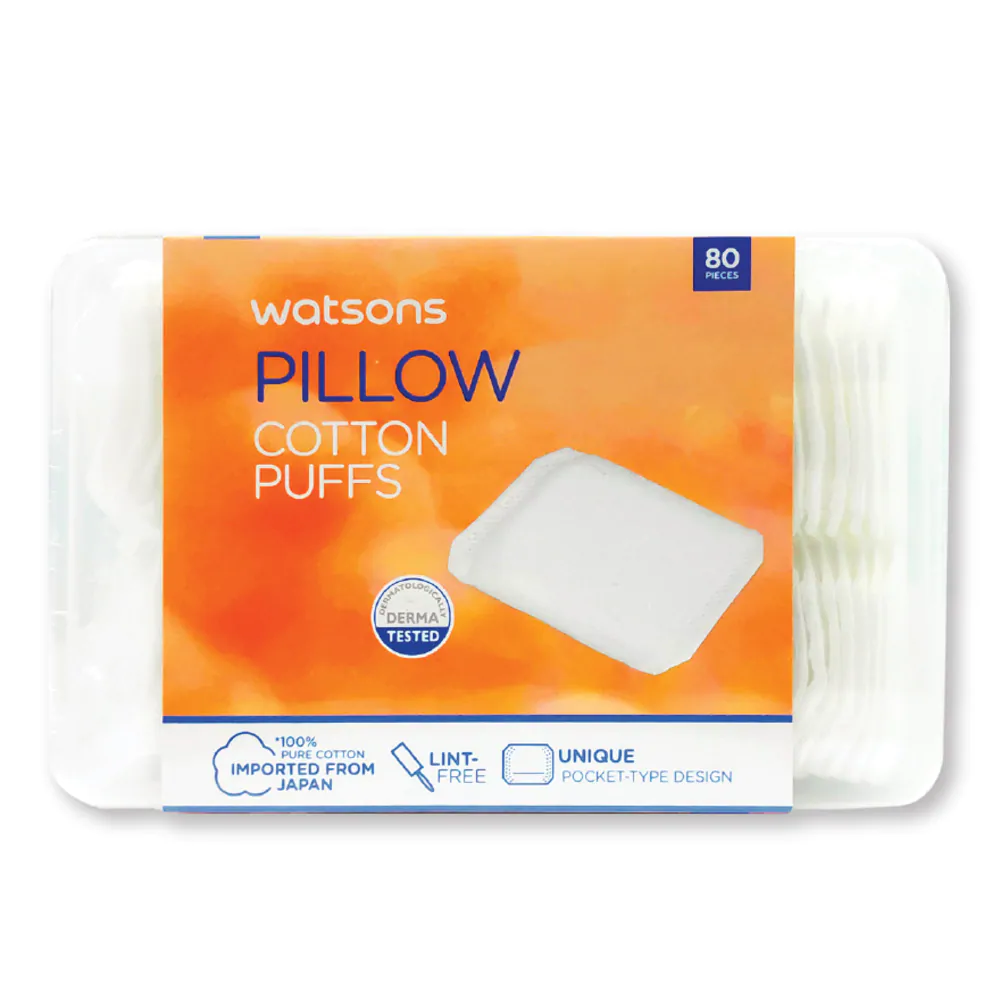 80
PIECES
watsons
PILLOW
COTTON
PUFFS
DERMATOLOGICALLY
DERMA
TESTED
*100%
PURE COTTON
IMPORTED FROM
JAPAN
LINT-
FREE
UNIQUE
POCKET-TYPE DESIGN